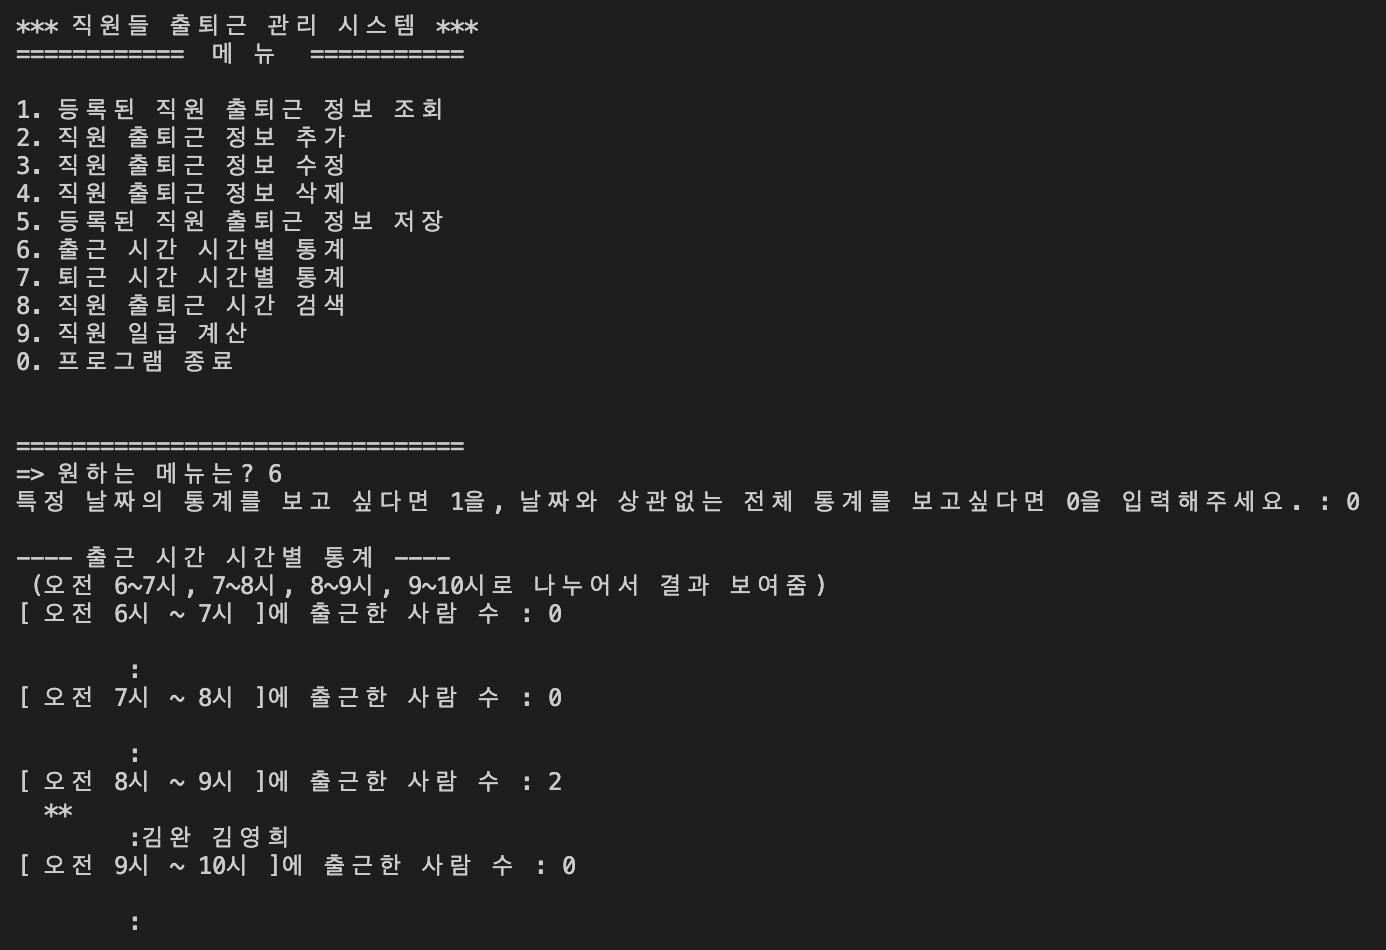 *** 직원들 출퇴근 관리 시스템 ***
============ 메 뉴 ===========
1. 등록된 직원 출퇴근 정보 조회
2. 직원 출퇴근 정보 추가
3. 직원 출퇴근 정보 수정
4. 직원 출퇴근 정보 삭제
5. 등록된 직원 출퇴근 정보 저장
6. 출근 시간 시간별 통계
7. 퇴근 시간 시간별 통계
8. 직원 출퇴근 시간 검색
9. 직원 일급 계산
0. 프로그램 종료
================================
=> 원하는 메뉴는? 6
특정 날짜의 통계를 보고 싶다면 1을, 날짜와 상관없는 전체 통계를 보고싶다면 0을 입력해주세요. : 0
---- 출근 시간 시간별 통계 ----
(오전 6~7시, 7~8시, 8~9시, 9~10시로 나누어서 결과 보여줌)
[ 오전 6시 ~ 7시 ]에 출근한 사람 수 : 0
:
[ 오전 7시 ~ 8시 ]에 출근한 사람 수 : 0
:
[ 오전 8시 ~ 9시 ]에 출근한 사람 수 : 2
**
:김완 김영희
[ 오전 9시 ~ 10시 ]에 출근한 사람 수 : 0
: